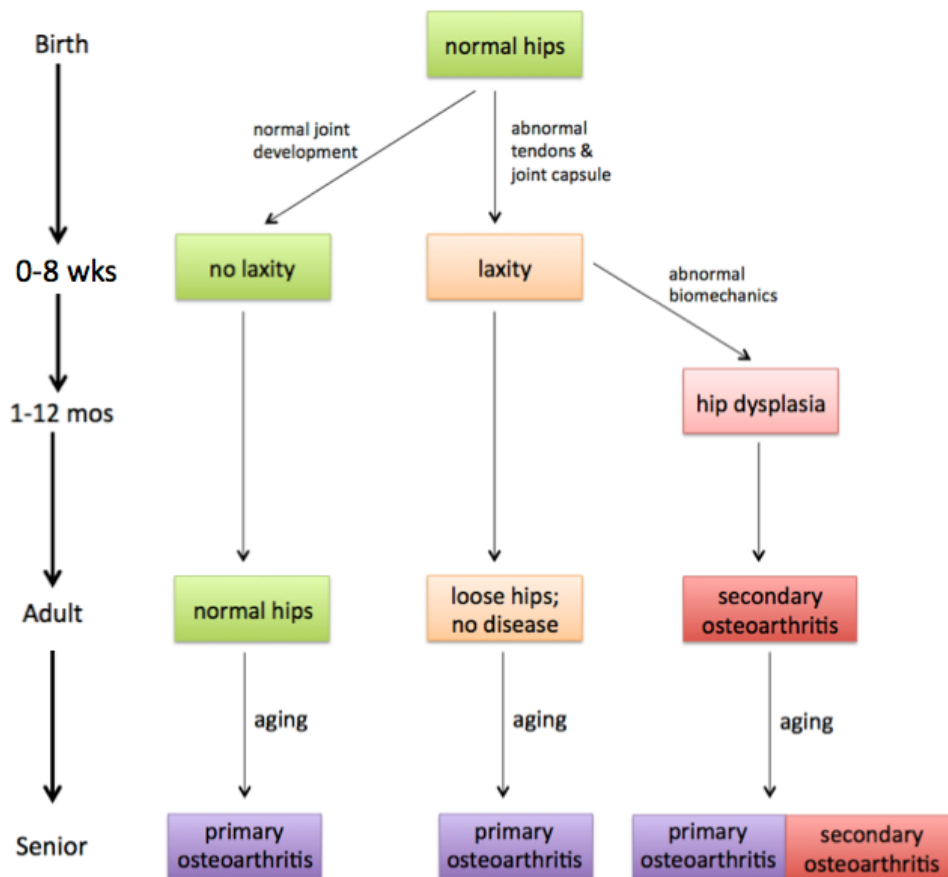 Birth
normal hips
normal joint
development
abnormal
tendons &
joint capsule
0-8 wks
no laxity
laxity
abnormal
biomechanics
1-12 mos
hip dysplasia
Adult
normal hips
loose hips;
no disease
secondary
osteoarthritis
aging
aging
aging
Senior
primary
osteoarthritis
primary
osteoarthritis
primary
osteoarthritis
secondary
osteoarthritis